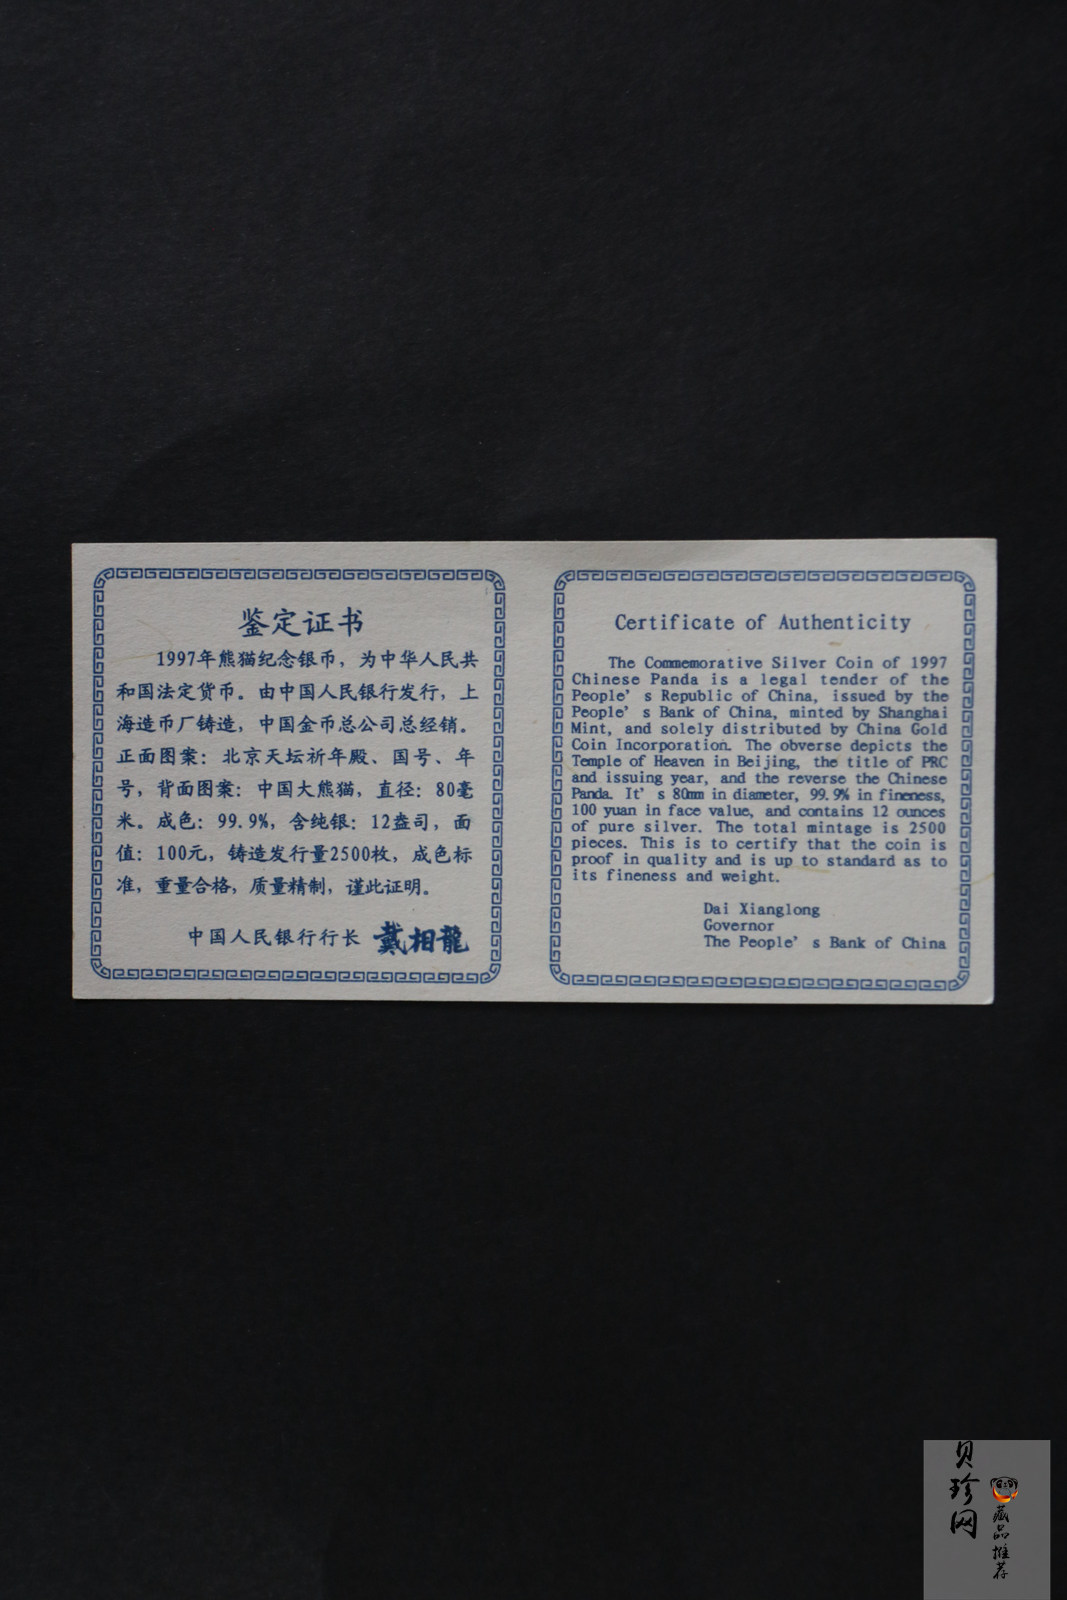 鉴定证书
1997年熊猫纪念银币，为中华人民共
和国法定货币。由中国人民银行发行，上
海造币厂铸造，中国金币总公司总经销。
正面图案：北京天坛祈年殿、国号、年
号，背面图案：中国大熊猫，直径：80毫
米。成色：99.9%，含纯银：12盎司，面
值：100元，铸造发行量2500枚，成色标
准，重量合格，质量精制，谨此证明。
中国人民银行行长 戴相龍
Certificate of Authenticity
The Commemorative Silver Coin of 1997
Chinese Panda is a legal tender of the
People's Republic of China, issued by the
People's Bank of China, minted by Shanghai
Mint, and solely distributed by China Gold
Coin Incorporation. The obverse depicts the
Temple of Heaven in Beijing, the title of PRC
and issuing year, and the reverse the Chinese
Panda. It's 80mm in diameter, 99.9% in fineness,
100 yuan in face value, and contains 12 ounces
of pure silver. The total mintage is 2500
pieces. This is to certify that the coin is
proof in quality and is up to standard as to
its fineness and weight.
Dai Xianglong
Governor
The People's Bank of China
贝珍网
藏品推荐